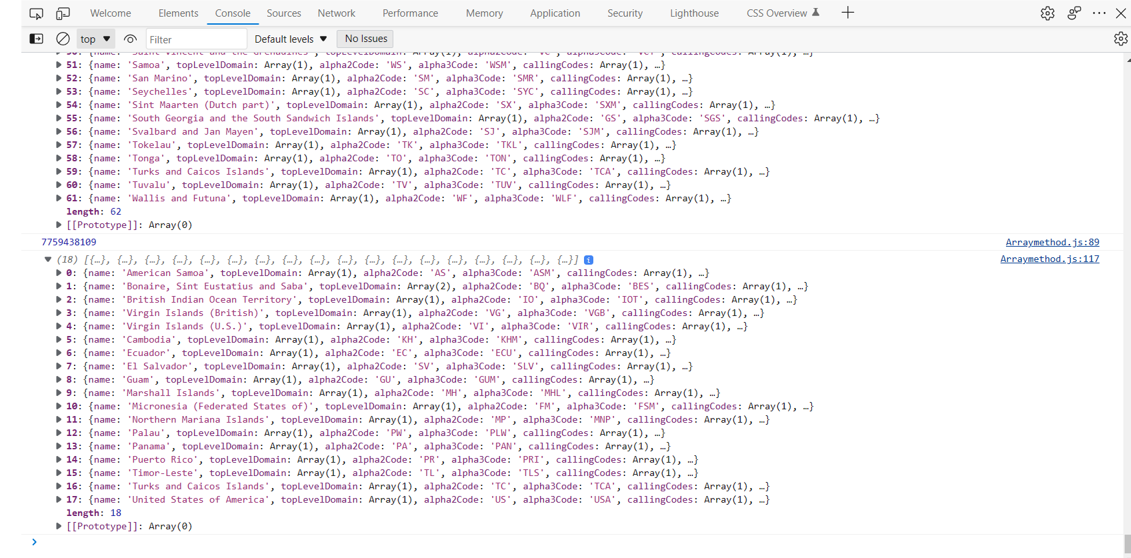 Welcome Elements Console Sources Network Performance Memory Application Security Lighthouse CSS Overview
top Filter Default levels No Issues
50: {name: 'Saint Vincent and the Grenadines', topLevelDomain: Array(1), alpha2Code: 'VC', alpha3Code: 'VCT', callingCodes: Array(1), …}
51: {name: 'Samoa', topLevelDomain: Array(1), alpha2Code: 'WS', alpha3Code: 'WSM', callingCodes: Array(1), …}
52: {name: 'San Marino', topLevelDomain: Array(1), alpha2Code: 'SM', alpha3Code: 'SMR', callingCodes: Array(1), …}
53: {name: 'Seychelles', topLevelDomain: Array(1), alpha2Code: 'SC', alpha3Code: 'SYC', callingCodes: Array(1), …}
54: {name: 'Sint Maarten (Dutch part)', topLevelDomain: Array(1), alpha2Code: 'SX', alpha3Code: 'SXM', callingCodes: Array(1), …}
55: {name: 'South Georgia and the South Sandwich Islands', topLevelDomain: Array(1), alpha2Code: 'GS', alpha3Code: 'SGS', callingCodes: Array(1), …}
56: {name: 'Svalbard and Jan Mayen', topLevelDomain: Array(1), alpha2Code: 'SJ', alpha3Code: 'SJM', callingCodes: Array(1), …}
57: {name: 'Tokelau', topLevelDomain: Array(1), alpha2Code: 'TK', alpha3Code: 'TKL', callingCodes: Array(1), …}
58: {name: 'Tonga', topLevelDomain: Array(1), alpha2Code: 'TO', alpha3Code: 'TON', callingCodes: Array(1), …}
59: {name: 'Turks and Caicos Islands', topLevelDomain: Array(1), alpha2Code: 'TC', alpha3Code: 'TCA', callingCodes: Array(1), …}
60: {name: 'Tuvalu', topLevelDomain: Array(1), alpha2Code: 'TV', alpha3Code: 'TUV', callingCodes: Array(1), …}
61: {name: 'Wallis and Futuna', topLevelDomain: Array(1), alpha2Code: 'WF', alpha3Code: 'WLF', callingCodes: Array(1), …}
length: 62
[[Prototype]]: Array(0)
7759438109 Arraymethod.js:89
(18) [{…}, {…}, {…}, {…}, {…}, {…}, {…}, {…}, {…}, {…}, {…}, {…}, {…}, {…}, {…}, {…}, {…}, {…}] i Arraymethod.js:117
0: {name: 'American Samoa', topLevelDomain: Array(1), alpha2Code: 'AS', alpha3Code: 'ASM', callingCodes: Array(1), …}
1: {name: 'Bonaire, Sint Eustatius and Saba', topLevelDomain: Array(2), alpha2Code: 'BQ', alpha3Code: 'BES', callingCodes: Array(1), …}
2: {name: 'British Indian Ocean Territory', topLevelDomain: Array(1), alpha2Code: 'IO', alpha3Code: 'IOT', callingCodes: Array(1), …}
3: {name: 'Virgin Islands (British)', topLevelDomain: Array(1), alpha2Code: 'VG', alpha3Code: 'VGB', callingCodes: Array(1), …}
4: {name: 'Virgin Islands (U.S.)', topLevelDomain: Array(1), alpha2Code: 'VI', alpha3Code: 'VIR', callingCodes: Array(1), …}
5: {name: 'Cambodia', topLevelDomain: Array(1), alpha2Code: 'KH', alpha3Code: 'KHM', callingCodes: Array(1), …}
6: {name: 'Ecuador', topLevelDomain: Array(1), alpha2Code: 'EC', alpha3Code: 'ECU', callingCodes: Array(1), …}
7: {name: 'El Salvador', topLevelDomain: Array(1), alpha2Code: 'SV', alpha3Code: 'SLV', callingCodes: Array(1), …}
8: {name: 'Guam', topLevelDomain: Array(1), alpha2Code: 'GU', alpha3Code: 'GUM', callingCodes: Array(1), …}
9: {name: 'Marshall Islands', topLevelDomain: Array(1), alpha2Code: 'MH', alpha3Code: 'MHL', callingCodes: Array(1), …}
10: {name: 'Micronesia (Federated States of)', topLevelDomain: Array(1), alpha2Code: 'FM', alpha3Code: 'FSM', callingCodes: Array(1), …}
11: {name: 'Northern Mariana Islands', topLevelDomain: Array(1), alpha2Code: 'MP', alpha3Code: 'MNP', callingCodes: Array(1), …}
12: {name: 'Palau', topLevelDomain: Array(1), alpha2Code: 'PW', alpha3Code: 'PLW', callingCodes: Array(1), …}
13: {name: 'Panama', topLevelDomain: Array(1), alpha2Code: 'PA', alpha3Code: 'PAN', callingCodes: Array(1), …}
14: {name: 'Puerto Rico', topLevelDomain: Array(1), alpha2Code: 'PR', alpha3Code: 'PRI', callingCodes: Array(1), …}
15: {name: 'Timor-Leste', topLevelDomain: Array(1), alpha2Code: 'TL', alpha3Code: 'TLS', callingCodes: Array(1), …}
16: {name: 'Turks and Caicos Islands', topLevelDomain: Array(1), alpha2Code: 'TC', alpha3Code: 'TCA', callingCodes: Array(1), …}
17: {name: 'United States of America', topLevelDomain: Array(1), alpha2Code: 'US', alpha3Code: 'USA', callingCodes: Array(1), …}
length: 18
[[Prototype]]: Array(0)